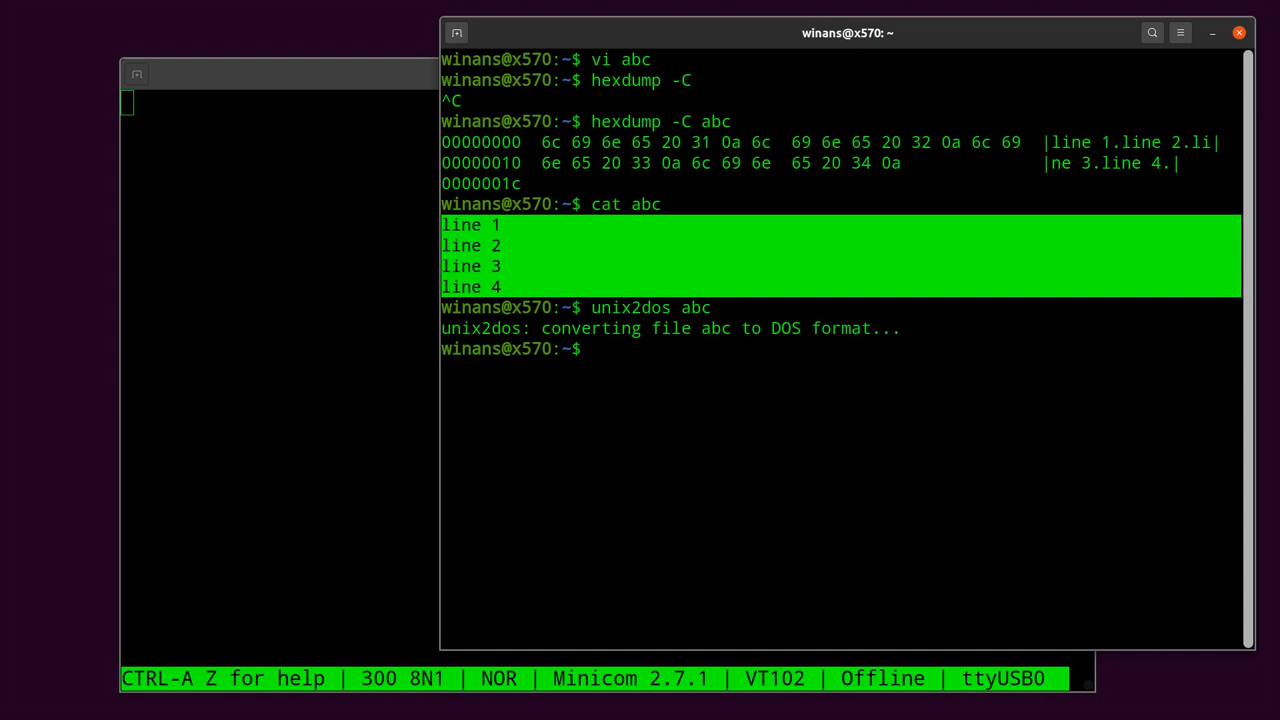 winans@x570: ~
winans@x570:~$ vi abc
winans@x570:~$ hexdump -C
^C
winans@x570:~$ hexdump -C abc
00000000  6c 69 6e 65 20 31 0a 6c  69 6e 65 20 32 0a 6c 69  |line 1.line 2.li|
00000010  6e 65 20 33 0a 6c 69 6e  65 20 34 0a              |ne 3.line 4.|
0000001c
winans@x570:~$ cat abc
line 1
line 2
line 3
line 4
winans@x570:~$ unix2dos abc
unix2dos: converting file abc to DOS format...
winans@x570:~$
CTRL-A Z for help | 300 8N1 | NOR | Minicom 2.7.1 | VT102 | Offline | ttyUSB0